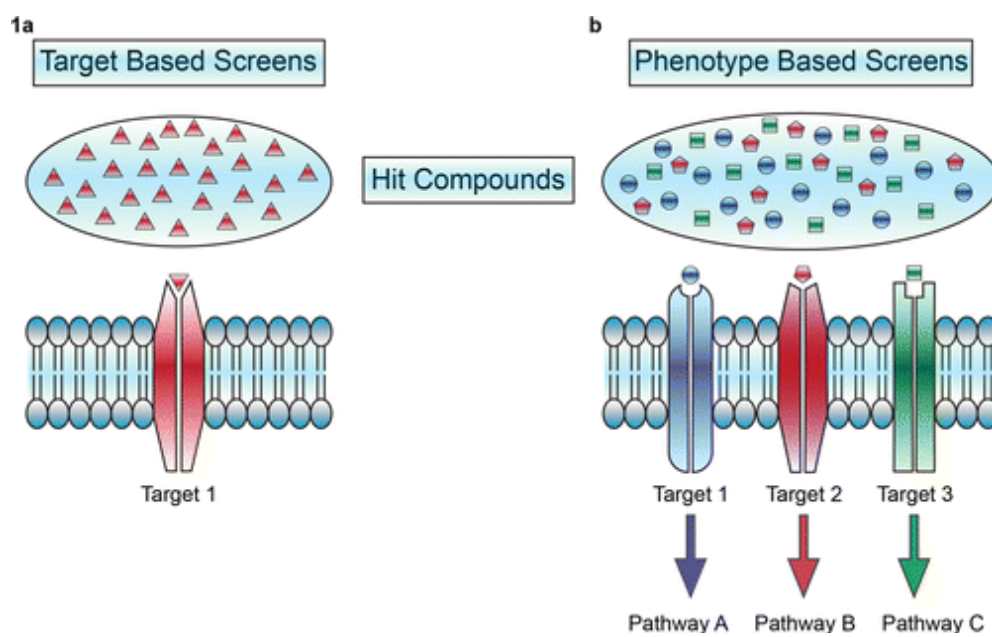 1a
b
Target Based Screens
Phenotype Based Screens
Hit Compounds
Target 1
Target 1
Target 2
Target 3
Pathway A
Pathway B
Pathway C